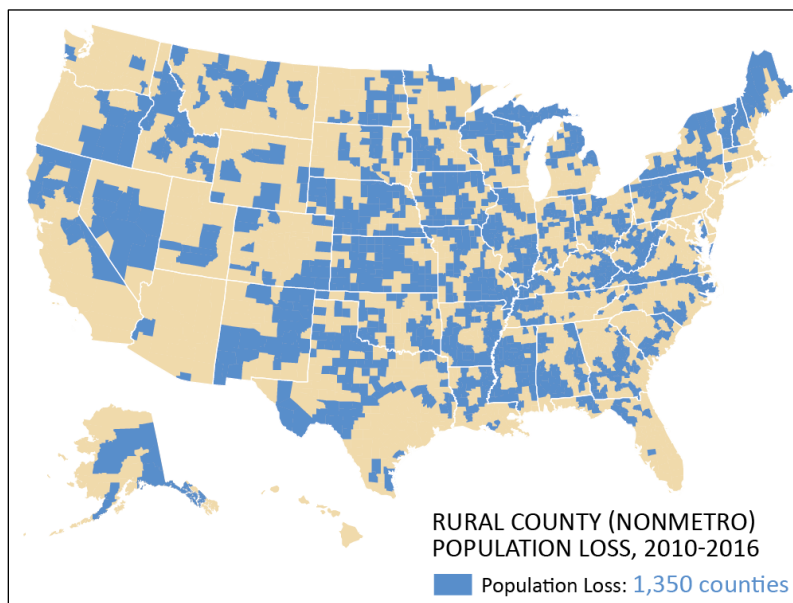 RURAL COUNTY (NONMETRO)
POPULATION LOSS, 2010-2016
Population Loss: 1,350 counties